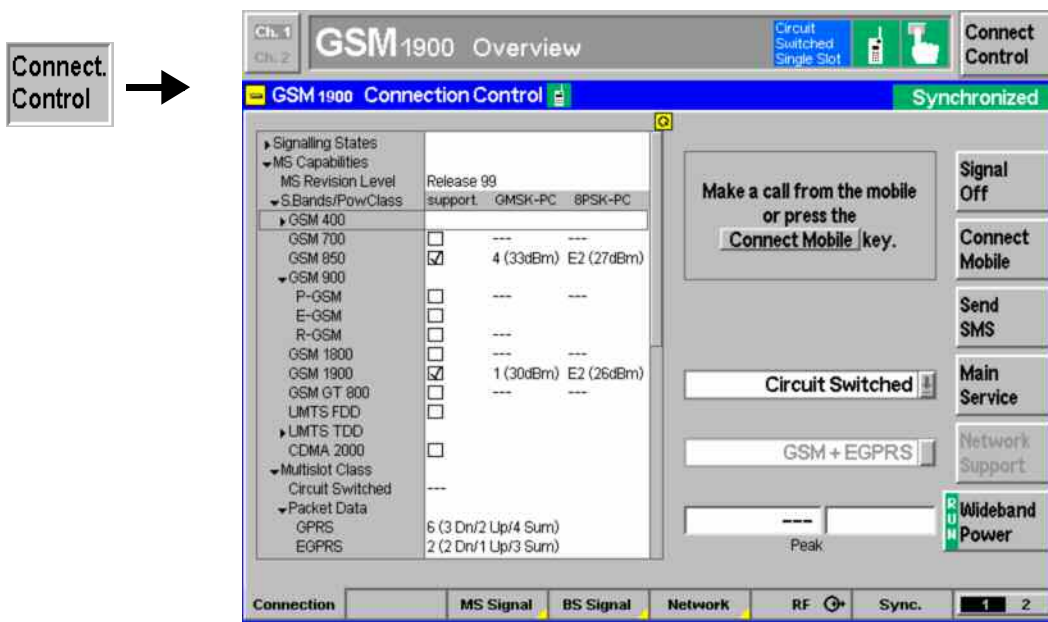 Connect.
Control
Ch. 1
Ch. 2
GSM 1900 Overview
Circuit
Switched
Single Slot
Connect
Control
GSM 1900 Connection Control
Synchronized
Signalling States
MS Capabilities
MS Revision Level Release 99
S.Bands/PowClass support. GMSK-PC 8PSK-PC
GSM 400
GSM 700 --- ---
GSM 850 4 (33dBm) E2 (27dBm)
GSM 900
P-GSM --- ---
E-GSM
R-GSM ---
GSM 1800 --- ---
GSM 1900 1 (30dBm) E2 (26dBm)
GSM GT 800 --- ---
UMTS FDD
UMTS TDD
CDMA 2000
Multislot Class
Circuit Switched ---
Packet Data
GPRS 6 (3 Dn/2 Up/4 Sum)
EGPRS 2 (2 Dn/1 Up/3 Sum)
Make a call from the mobile
or press the
Connect Mobile key.
Circuit Switched
GSM + EGPRS
---
Peak
Signal
Off
Connect
Mobile
Send
SMS
Main
Service
Network
Support
RUN
Wideband
Power
Connection MS Signal BS Signal Network RF Sync. 1 2